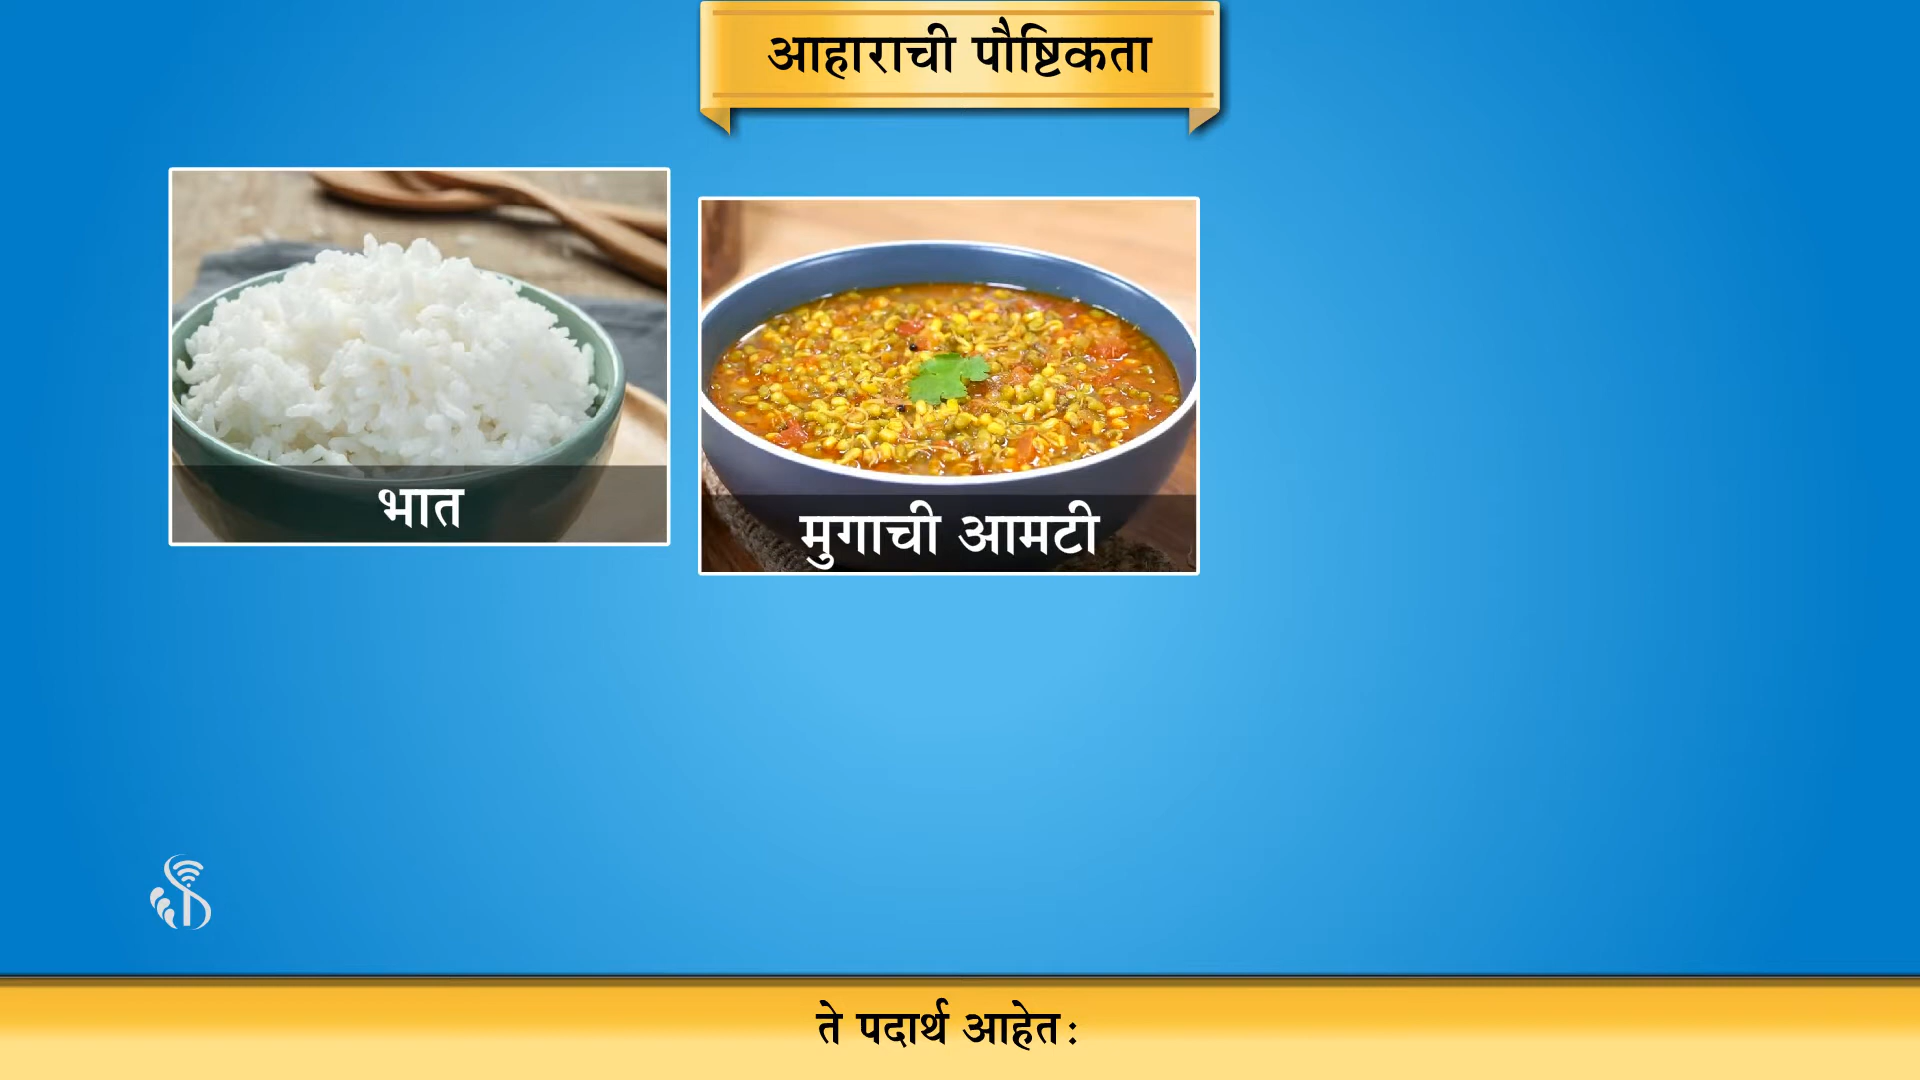 आहाराची पौष्टिकता
भात
मुगाची आमटी
ते पदार्थ आहेत: